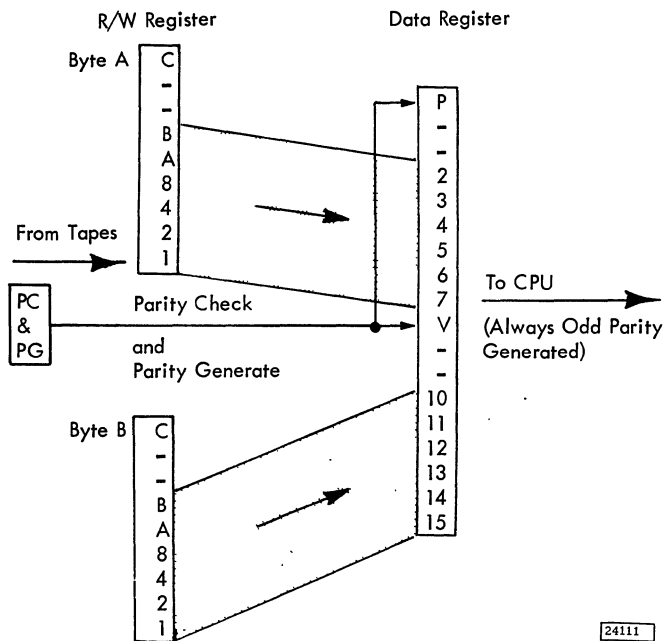 R/W Register
Data Register
Byte A
C
-
-
B
A
8
4
2
1
P
-
-
2
3
4
5
6
7
V
-
-
10
11
12
13
14
15
From Tapes
PC
&
PG
Parity Check
and
Parity Generate
To CPU
(Always Odd Parity
Generated)
Byte B
C
-
-
B
A
8
4
2
1
24111